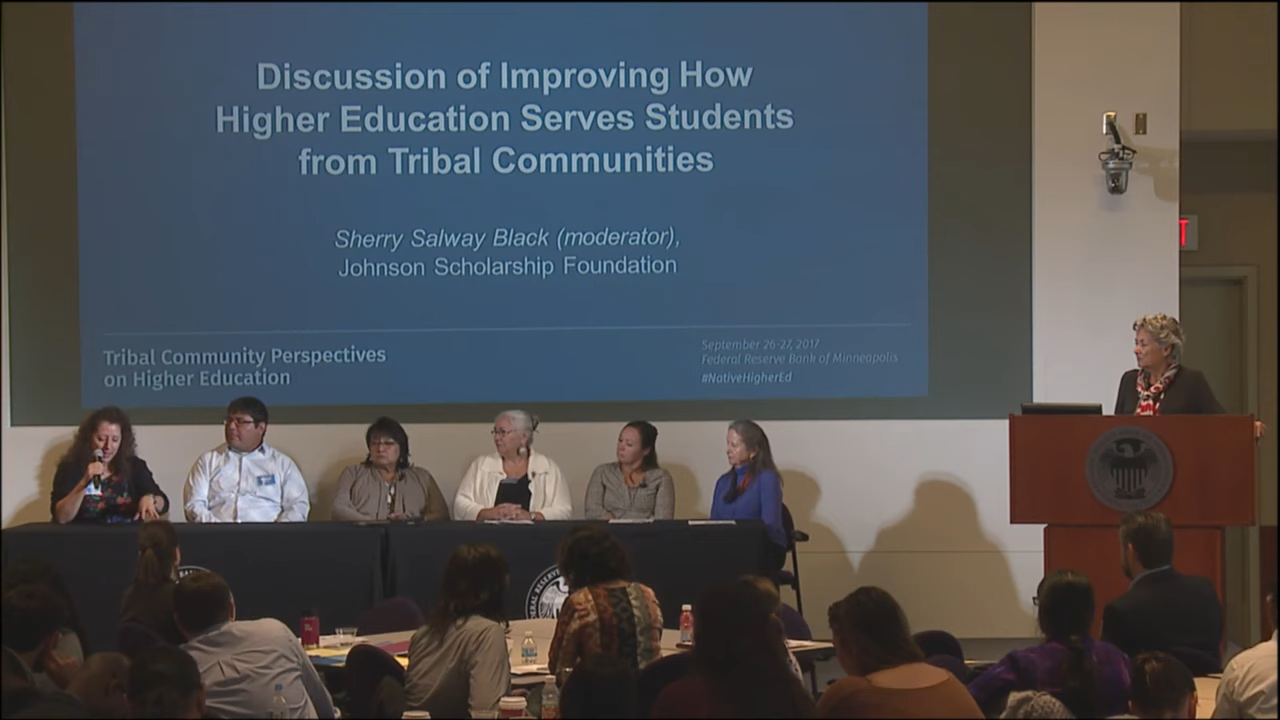 Discussion of Improving How
Higher Education Serves Students
from Tribal Communities
Sherry Salway Black (moderator),
Johnson Scholarship Foundation
Tribal Community Perspectives
on Higher Education
September 26-27, 2017
Federal Reserve Bank of Minneapolis
#NativeHigherEd